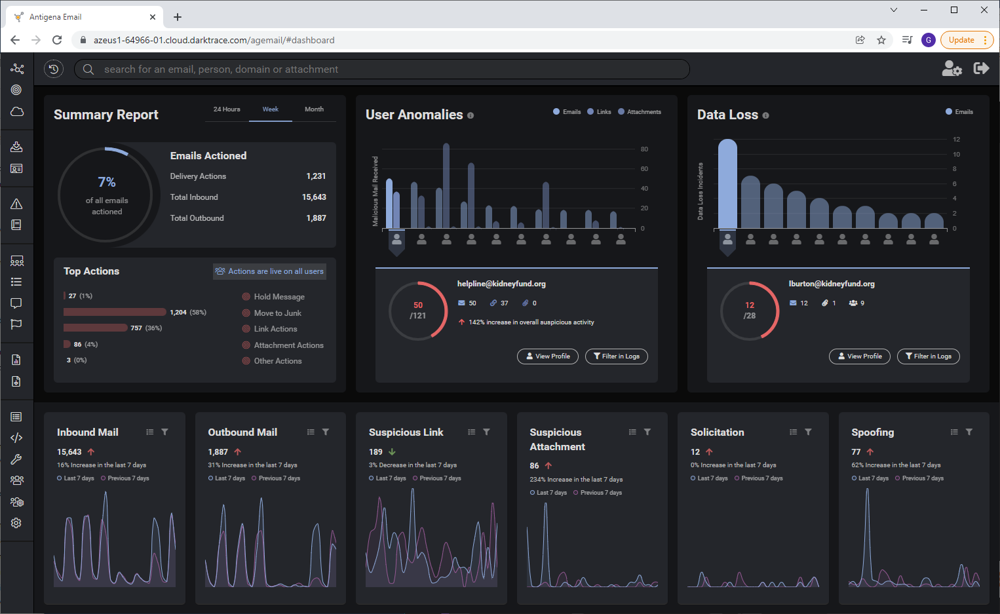 Antigena Email
azeus1-64966-01.cloud.darktrace.com/agemail/#dashboard
G
Update
search for an email, person, domain or attachment
Summary Report
24 Hours
Week
Month
7%
of all emails
actioned
Emails Actioned
Delivery Actions 1,231
Total Inbound 15,643
Total Outbound 1,887
Top Actions
Actions are live on all users
27 (1%) Hold Message
1,204 (58%) Move to Junk
757 (36%) Link Actions
86 (4%) Attachment Actions
3 (0%) Other Actions
User Anomalies
Emails Links Attachments
Malicious Mail Received
80
60
40
20
0
helpline@kidneyfund.org
50
/121
50 37 0
142% increase in overall suspicious activity
View Profile
Filter in Logs
Data Loss
Emails
Data Loss Incidents
12
10
8
6
4
2
0
lburton@kidneyfund.org
12
/28
12 1 9
View Profile
Filter in Logs
Inbound Mail
15,643
16% Increase in the last 7 days
Last 7 days Previous 7 days
Outbound Mail
1,887
31% Increase in the last 7 days
Last 7 days Previous 7 days
Suspicious Link
189
3% Decrease in the last 7 days
Last 7 days Previous 7 days
Suspicious
Attachment
86
234% Increase in the last 7 days
Last 7 days Previous 7 days
Solicitation
12
0% Increase in the last 7 days
Last 7 days Previous 7 days
Spoofing
77
62% Increase in the last 7 days
Last 7 days Previous 7 days